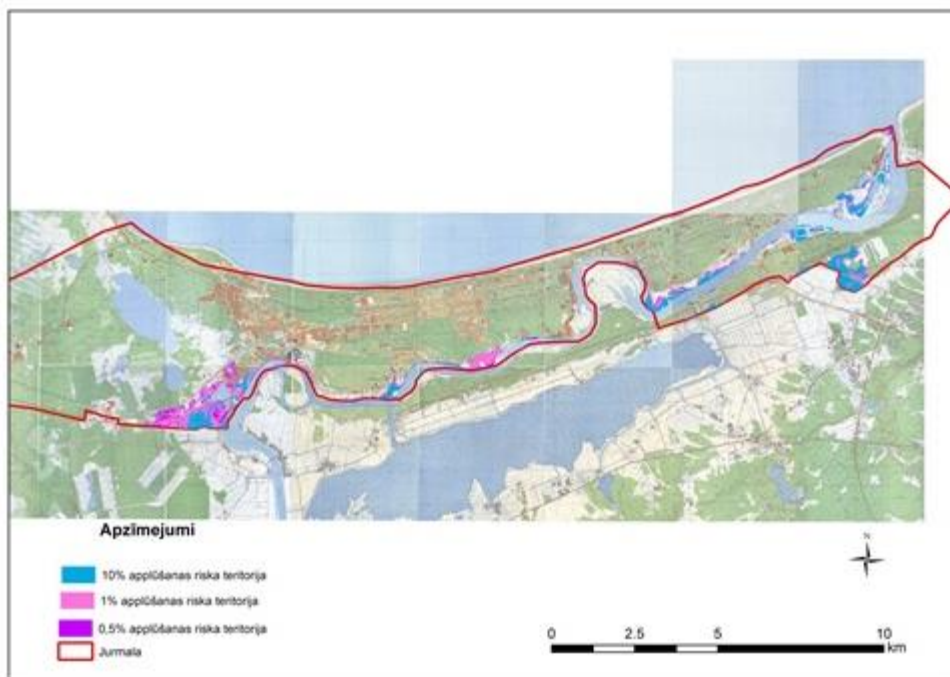 N
Apzīmejumi
10% applūšanas riska teritorija
1% applūšanas riska teritorija
0,5% applūšanas riska teritorija
Jurmala
0 2.5 5 10
km